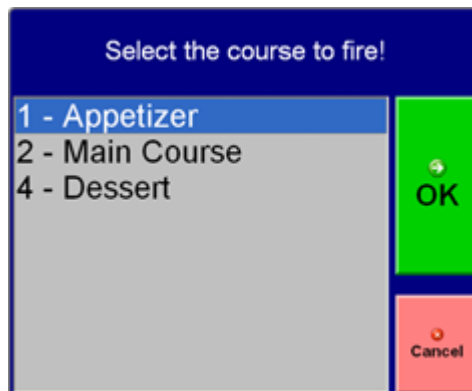 Select the course to fire!
1 - Appetizer
2 - Main Course
4 - Dessert
OK
Cancel